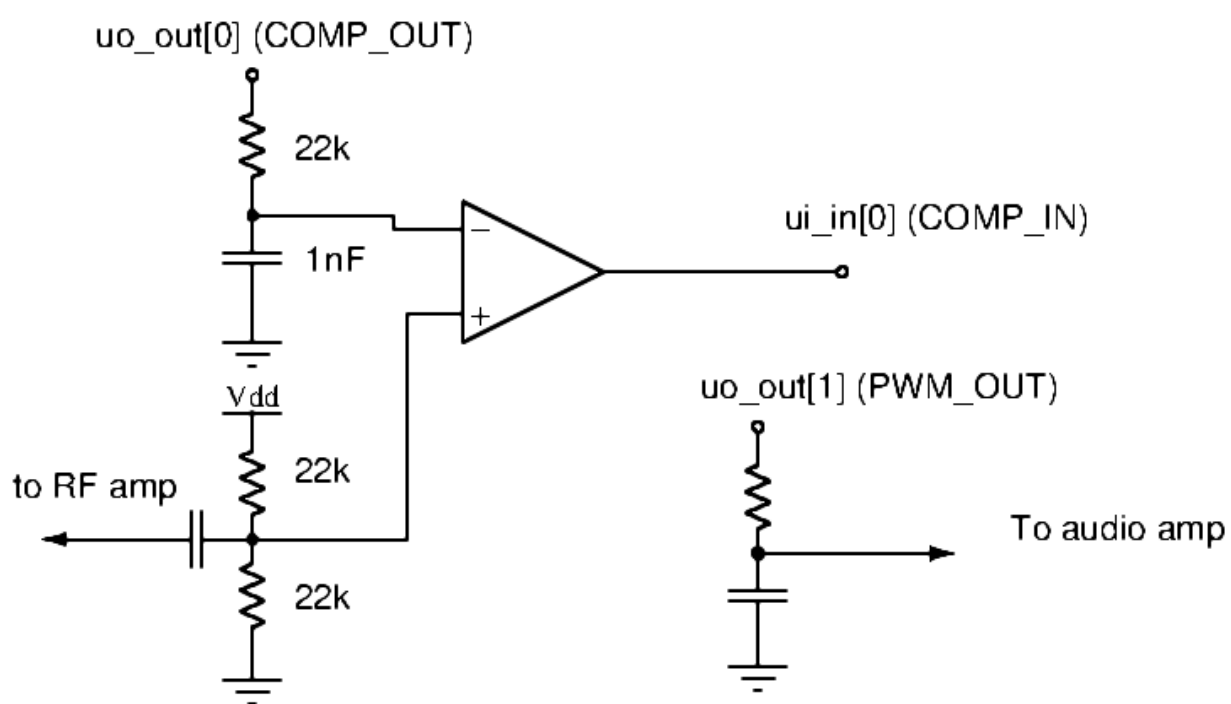 uo_out[0] (COMP_OUT)
22k
1nF
−
+
ui_in[0] (COMP_IN)
Vdd
22k
to RF amp
22k
uo_out[1] (PWM_OUT)
To audio amp